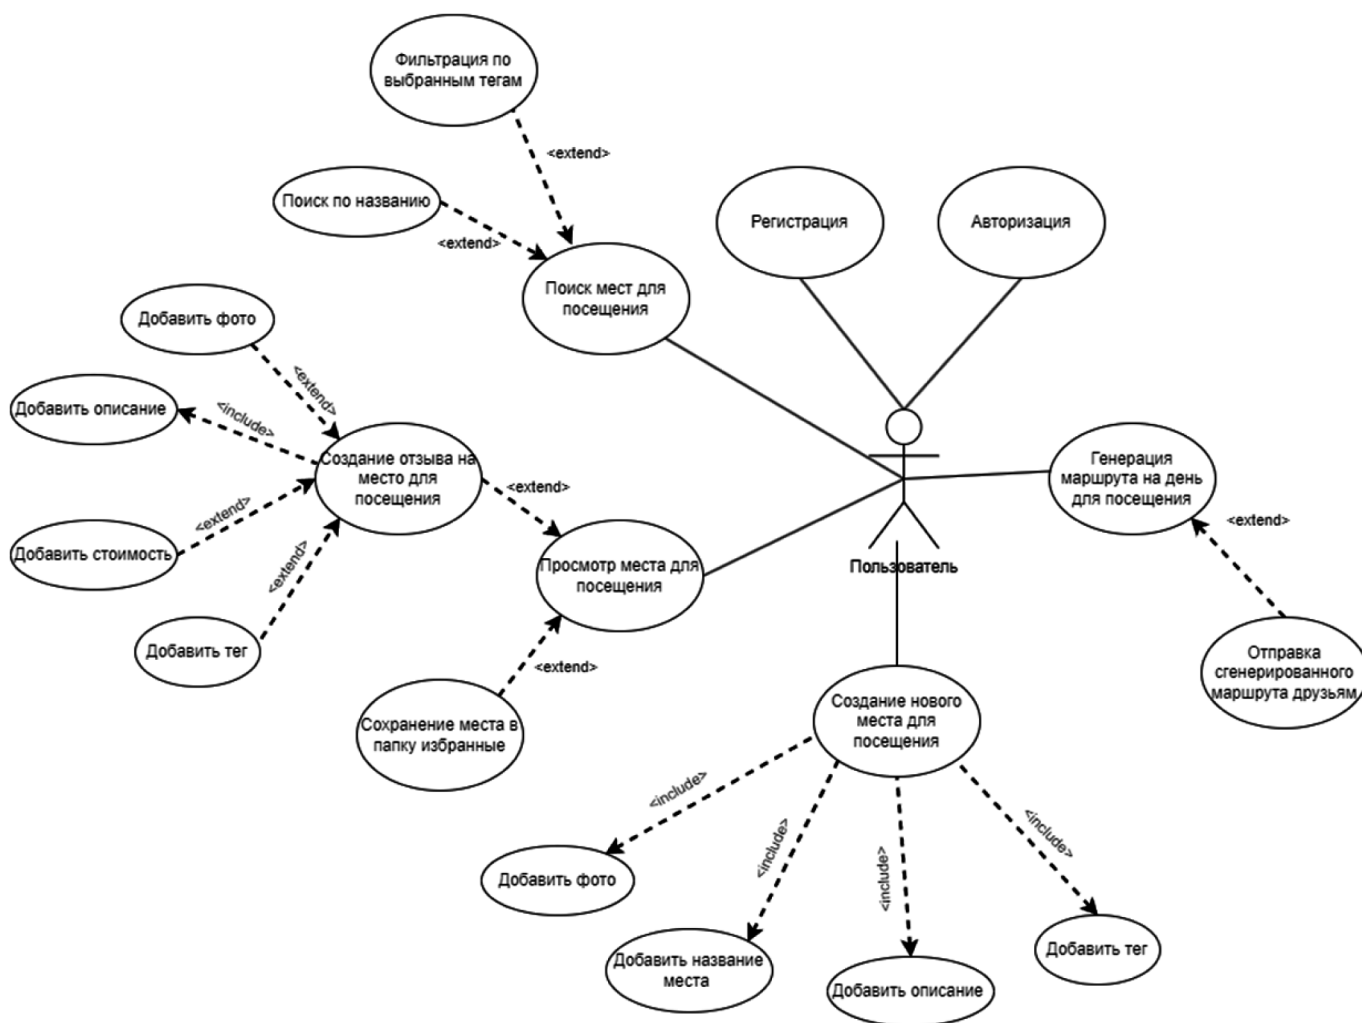 Фильтрация по
выбранным тегам
<extend>
Поиск по названию
<extend>
Регистрация
Авторизация
Поиск мест для
посещения
Добавить фото
<extend>
Добавить описание
<include>
Создание отзыва на
место для
посещения
<extend>
Добавить стоимость
<extend>
<extend>
Добавить тег
Просмотр места для
посещения
<extend>
Сохранение места в
папку избранные
Пользователь
Генерация
маршрута на день
для посещения
<extend>
Отправка
сгенерированного
маршрута друзьям
Создание нового
места для
посещения
<include>
<include>
<include>
<include>
Добавить фото
Добавить название
места
Добавить описание
Добавить тег